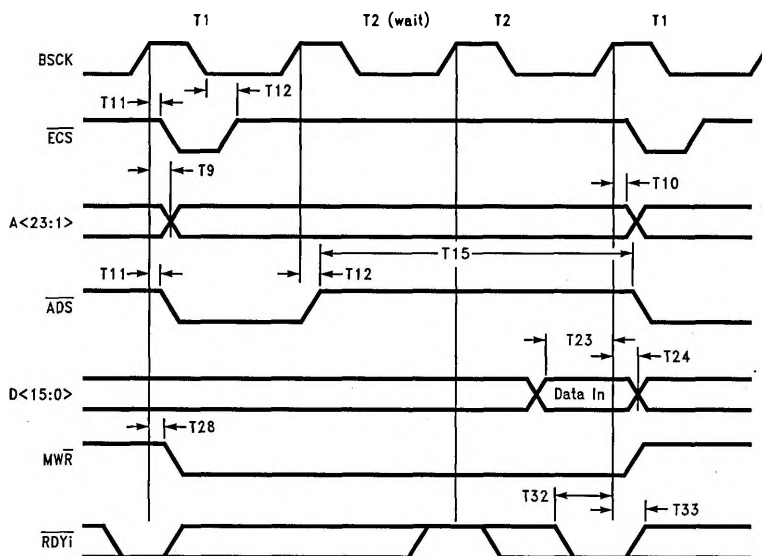 T1 T2 (wait) T2 T1
BSCK
T11 T12
ECS
T9 T10
A<23:1>
T15
T11 T12
ADS
T23
T24
D<15:0> Data In
T28
MWR
T32
T33
RDYi